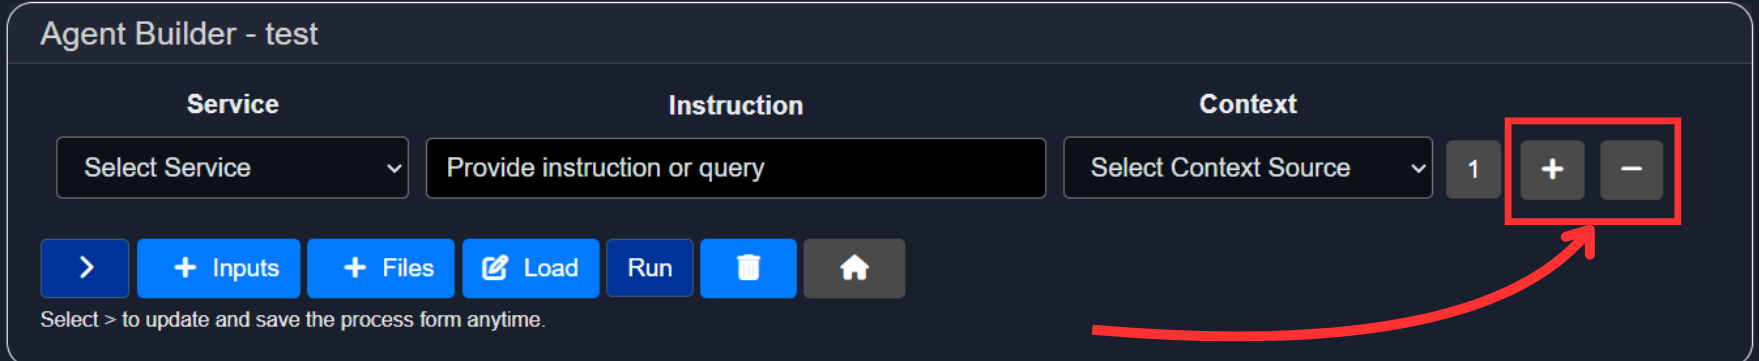 Agent Builder - test
Service Instruction Context
Select Service Provide instruction or query Select Context Source 1 + −
> + Inputs + Files Load Run
Select > to update and save the process form anytime.